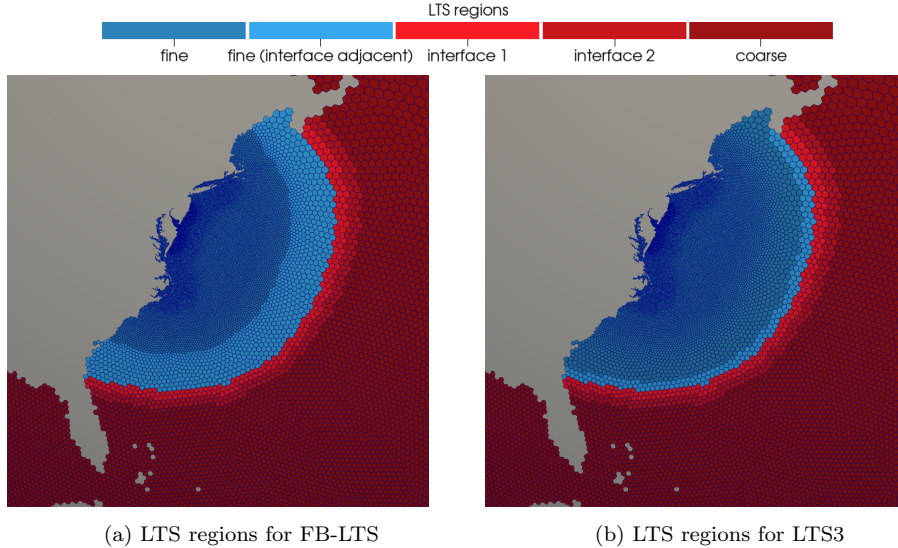 LTS regions
fine fine (interface adjacent) interface 1 interface 2 coarse
(a) LTS regions for FB-LTS (b) LTS regions for LTS3